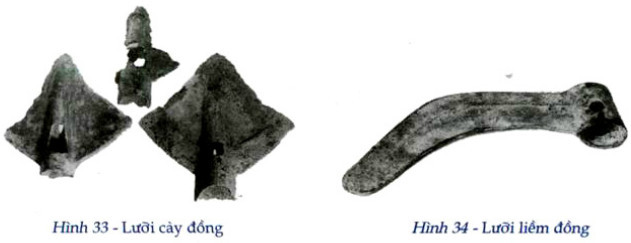 Hình 33 - Lưỡi cày đồng
Hình 34 - Lưỡi liềm đồng